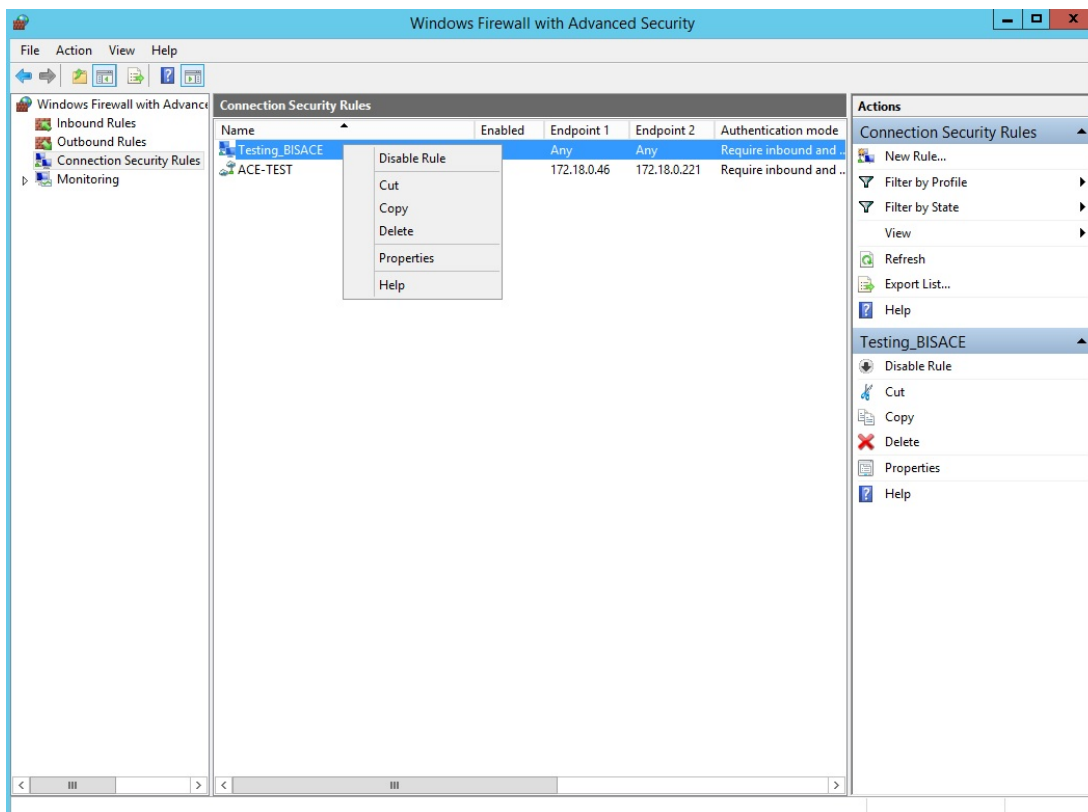 Windows Firewall with Advanced Security
File Action View Help
Windows Firewall with Advance
Inbound Rules
Outbound Rules
Connection Security Rules
Monitoring
Connection Security Rules
Name Enabled Endpoint 1 Endpoint 2 Authentication mode
Testing_BISACE Any Any Require inbound and ..
ACE-TEST 172.18.0.46 172.18.0.221 Require inbound and ..
Disable Rule
Cut
Copy
Delete
Properties
Help
Actions
Connection Security Rules
New Rule...
Filter by Profile
Filter by State
View
Refresh
Export List...
Help
Testing_BISACE
Disable Rule
Cut
Copy
Delete
Properties
Help